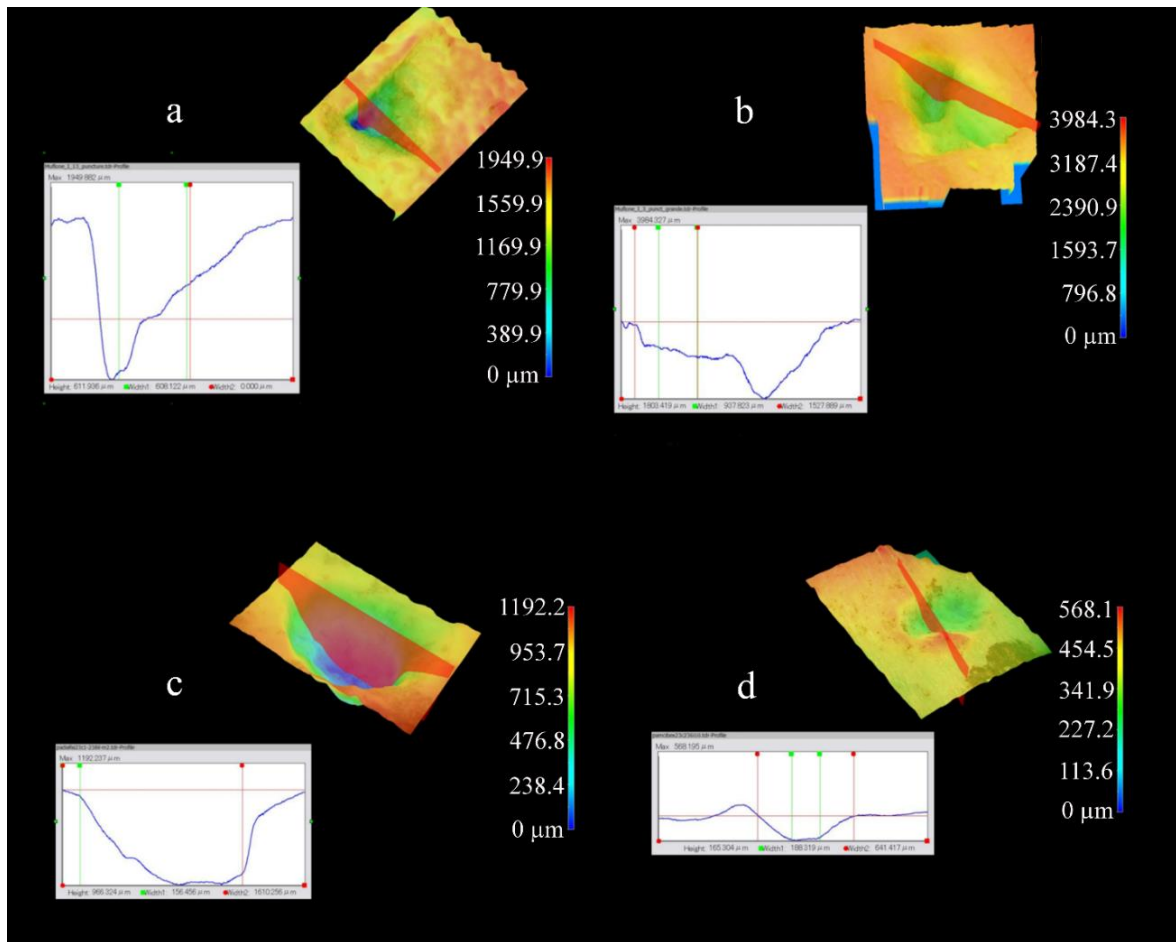 a
Muflone_2_13_puncture.tdr-Profile
Max 1949.882 μm
Height: 611.936 μm Width1: 608.122 μm Width2: 0.000 μm
1949.9
1559.9
1169.9
779.9
389.9
0 μm
b
Max 3984.327 μm
Height: 1803.419 μm Width1: 937.823 μm Width2: 1527.889 μm
3984.3
3187.4
2390.9
1593.7
796.8
0 μm
c
Max 1192.237 μm
Height: 966.324 μm Width1: 156.456 μm Width2: 1610.256 μm
1192.2
953.7
715.3
476.8
238.4
0 μm
d
Max 568.195 μm
Height: 165.304 μm Width1: 188.319 μm Width2: 641.417 μm
568.1
454.5
341.9
227.2
113.6
0 μm